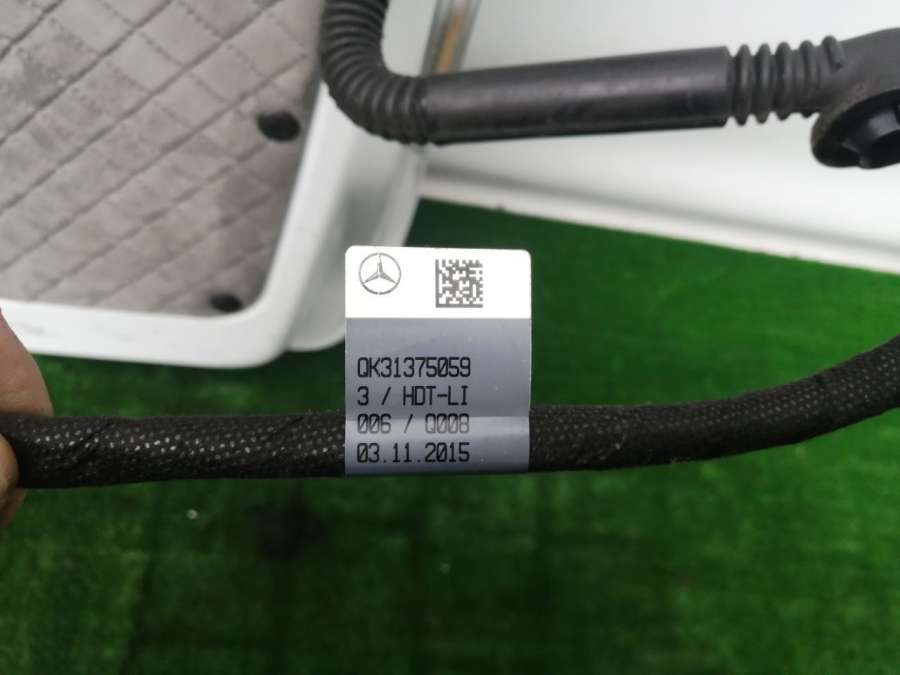 QK31375059
3 / HDT-LI
006 / Q008
03.11.2015